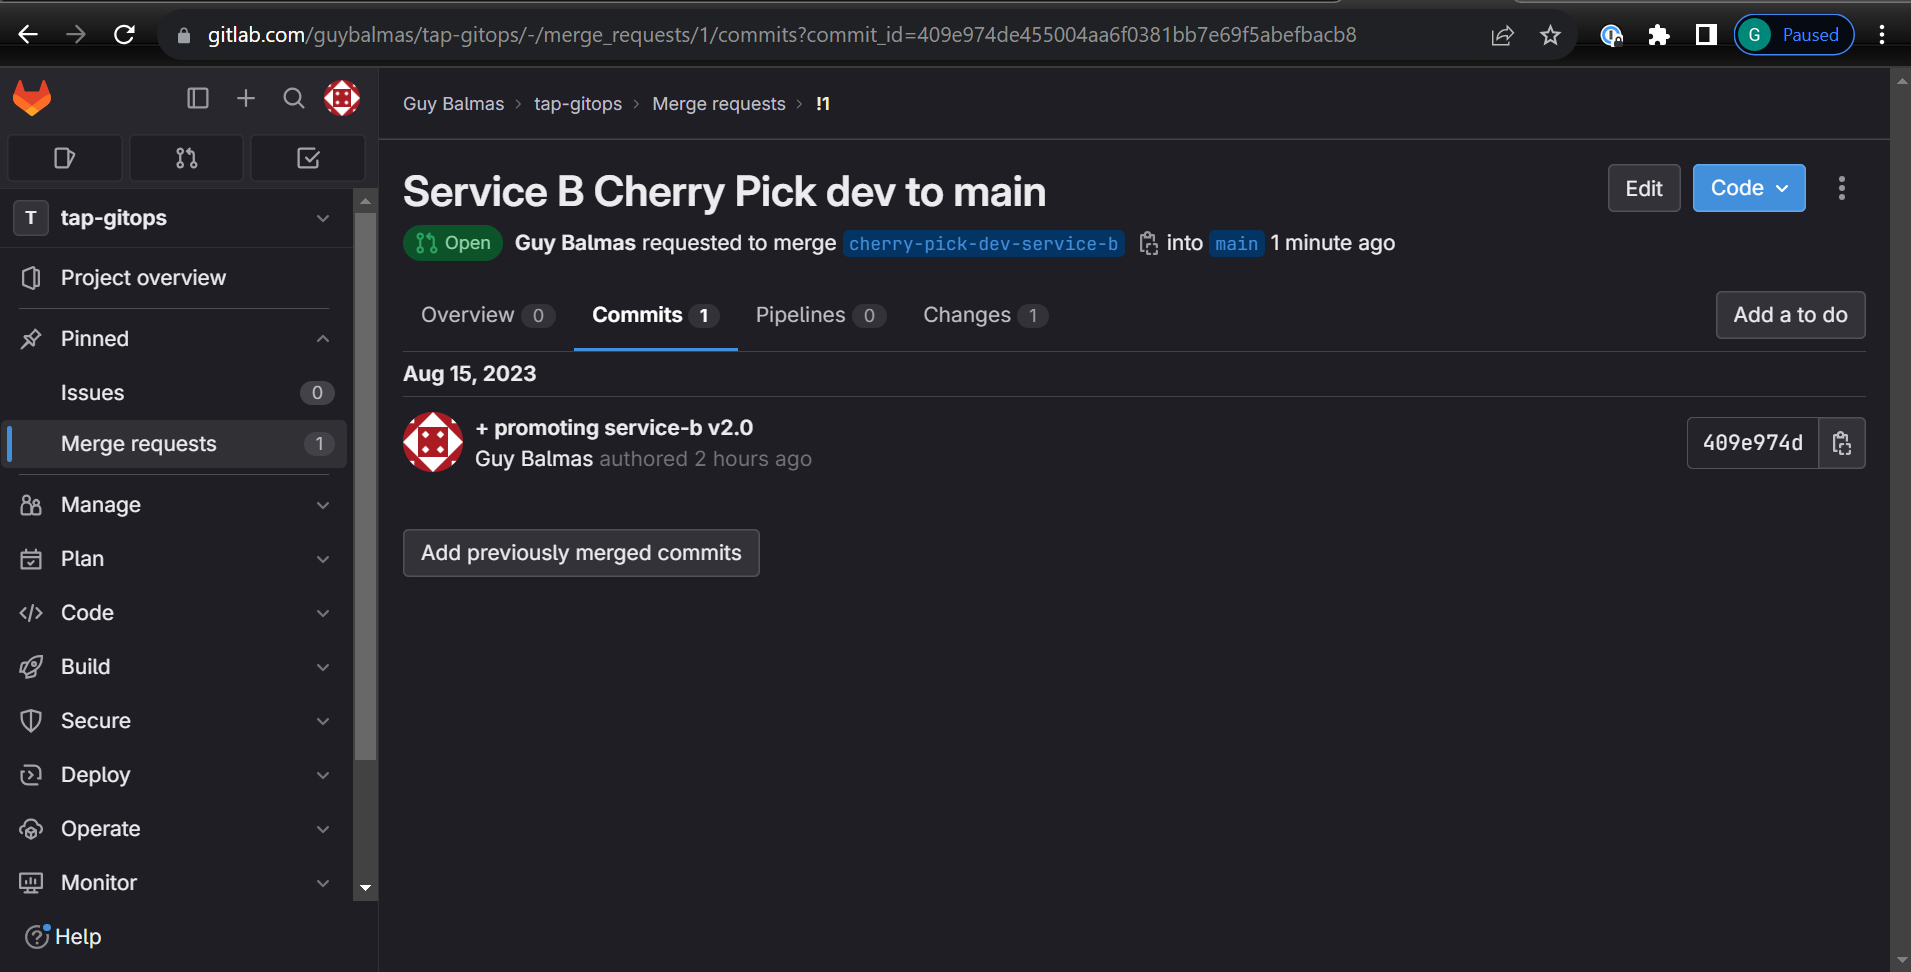 gitlab.com/guybalmas/tap-gitops/-/merge_requests/1/commits?commit_id=409e974de455004aa6f0381bb7e69f5abefbacb8
G Paused
Guy Balmas > tap-gitops > Merge requests > !1
T tap-gitops
Project overview
Pinned
Issues 0
Merge requests 1
Manage
Plan
Code
Build
Secure
Deploy
Operate
Monitor
Help
Service B Cherry Pick dev to main
Edit
Code
Open Guy Balmas requested to merge cherry-pick-dev-service-b into main 1 minute ago
Overview 0 Commits 1 Pipelines 0 Changes 1
Add a to do
Aug 15, 2023
+ promoting service-b v2.0
Guy Balmas authored 2 hours ago
409e974d
Add previously merged commits